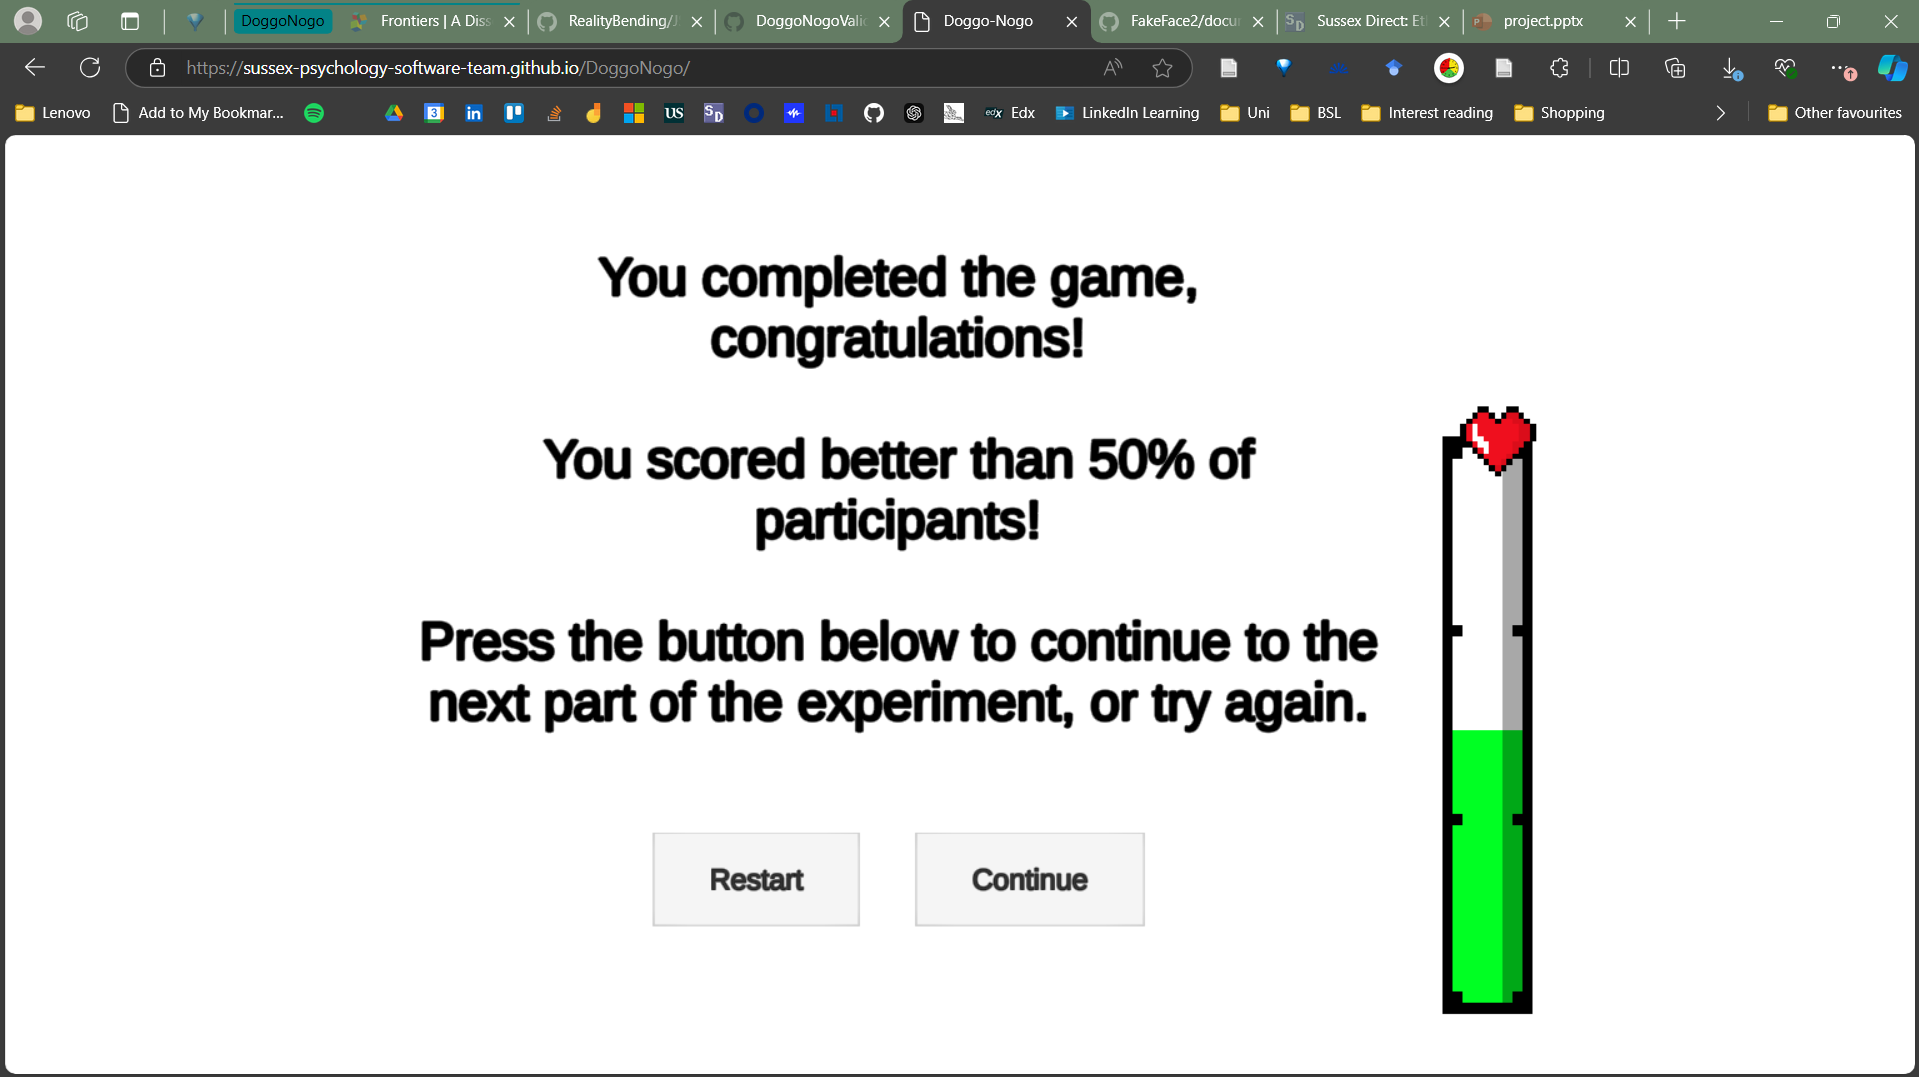 DoggoNogo
Frontiers | A Diss
RealityBending/
DoggoNogoVali
Doggo-Nogo
FakeFace2/docu
Sussex Direct: Et
project.pptx
https://sussex-psychology-software-team.github.io/DoggoNogo/
Lenovo
Add to My Bookmar...
Edx
LinkedIn Learning
Uni
BSL
Interest reading
Shopping
Other favourites
You completed the game,
congratulations!
You scored better than 50% of
participants!
Press the button below to continue to the
next part of the experiment, or try again.
Restart
Continue